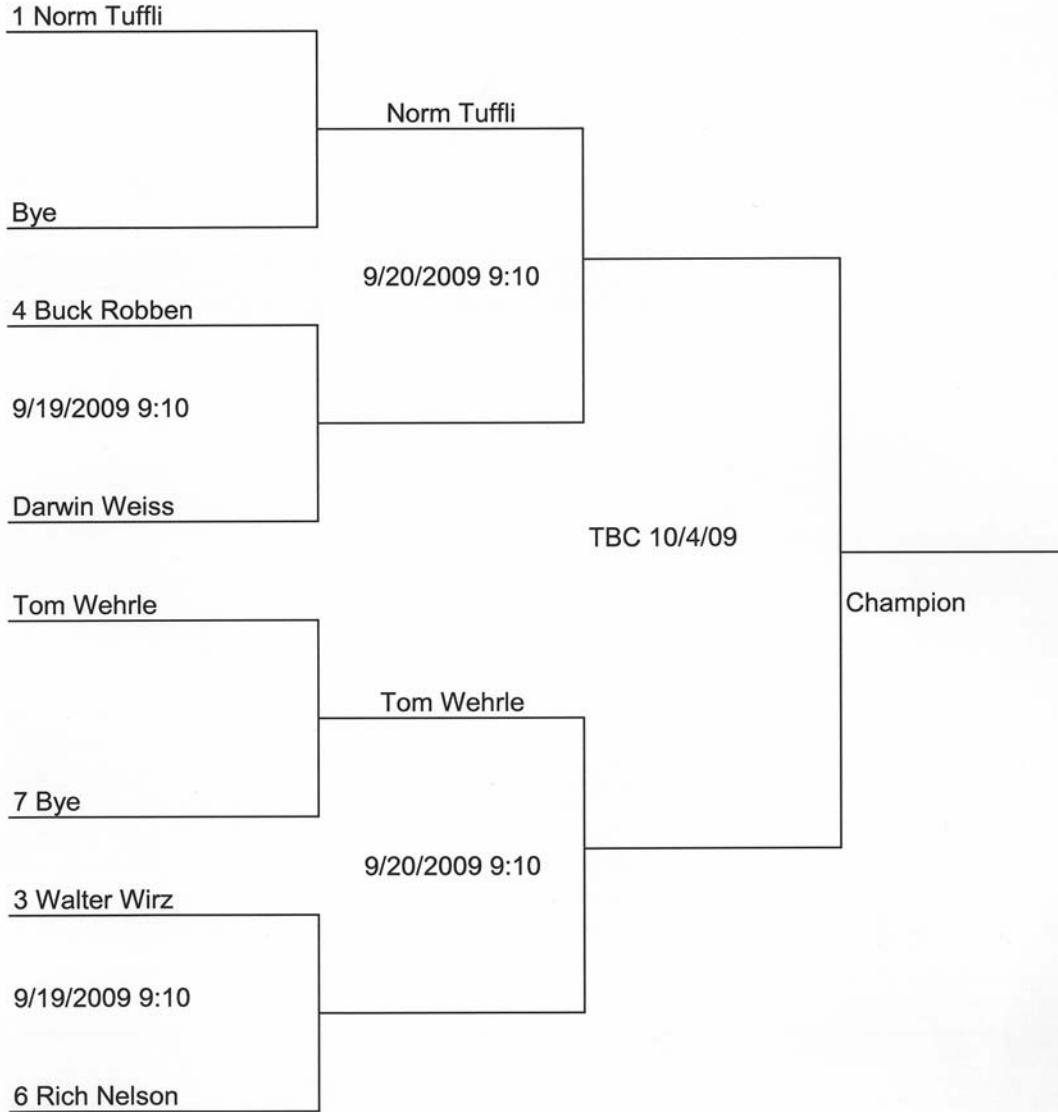 1 Norm Tuffli
Norm Tuffli
Bye
9/20/2009 9:10
4 Buck Robben
9/19/2009 9:10
Darwin Weiss
TBC 10/4/09
Tom Wehrle
Champion
Tom Wehrle
7 Bye
9/20/2009 9:10
3 Walter Wirz
9/19/2009 9:10
6 Rich Nelson